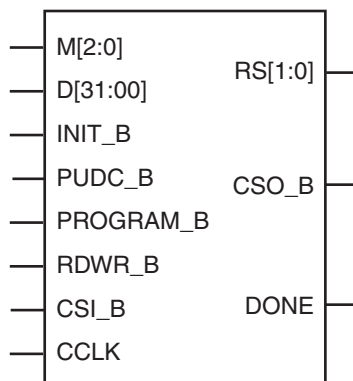 M[2:0]
D[31:00]
INIT_B
PUDC_B
PROGRAM_B
RDWR_B
CSI_B
CCLK
RS[1:0]
CSO_B
DONE